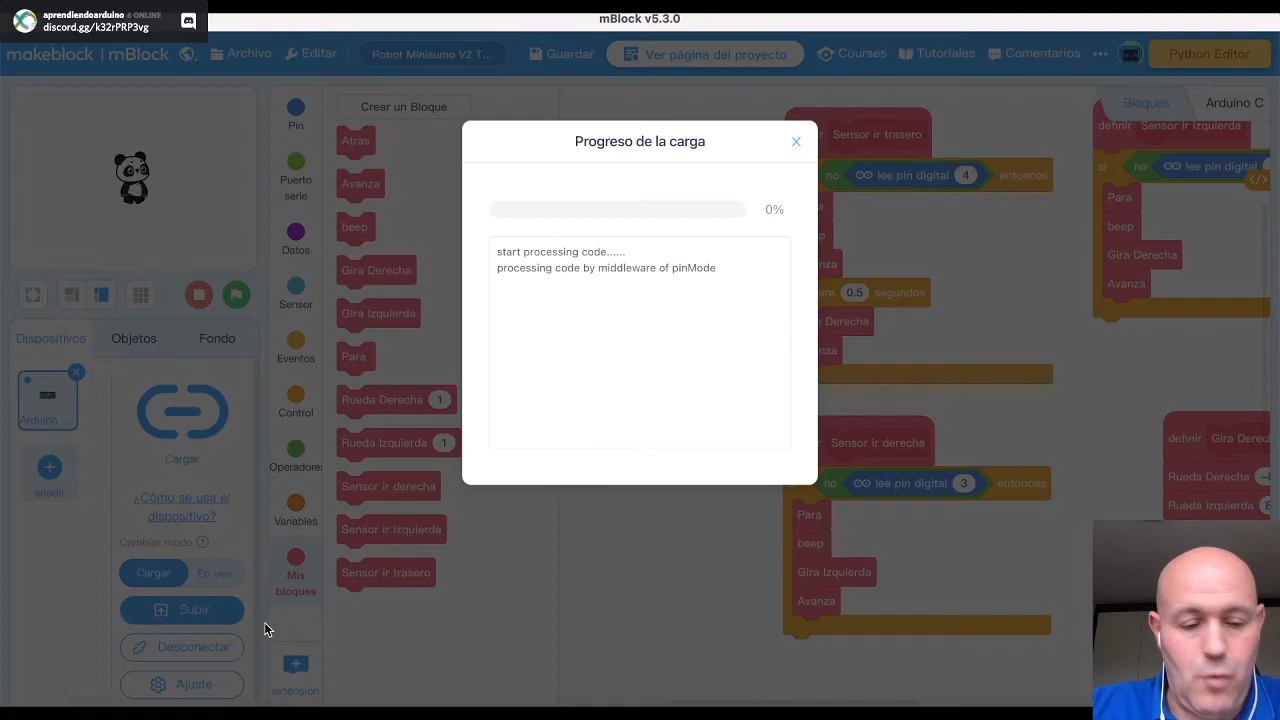 aprendiendoarduino 6 ONLINE
discord.gg/k32rPRP3vg
mBlock v5.3.0
makeblock | mBlock
Archivo
Editar
Robot Minisumo V2 T...
Guardar
Ver página del proyecto
Courses
Tutoriales
Comentarios
Python Editor
Pin
Puerto
serie
Datos
Sensor
Eventos
Control
Operadores
Variables
Mis
bloques
extensión
Crear un Bloque
Atras
Avanza
beep
Gira Derecha
Gira Izquierda
Para
Rueda Derecha 1
Rueda Izquierda 1
Sensor ir derecha
Sensor ir izquierda
Sensor ir trasero
Dispositivos
Objetos
Fondo
Arduino
añadir
Cargar
¿Cómo se usa el
dispositivo?
Cambiar modo ?
Cargar
En vivo
Subir
Desconectar
Ajuste
Progreso de la carga
X
0%
start processing code......
processing code by middleware of pinMode
Sensor ir trasero
no lee pin digital 4 entonces
0.5 segundos
Derecha
Sensor ir derecha
no lee pin digital 3 entonces
Para
beep
Gira Izquierda
Avanza
Bloques
Arduino C
definir Sensor ir izquierda
si no lee pin digital
Para
beep
Gira Derecha
Avanza
definir Gira Derec
Rueda Derecha
Rueda Izquierda